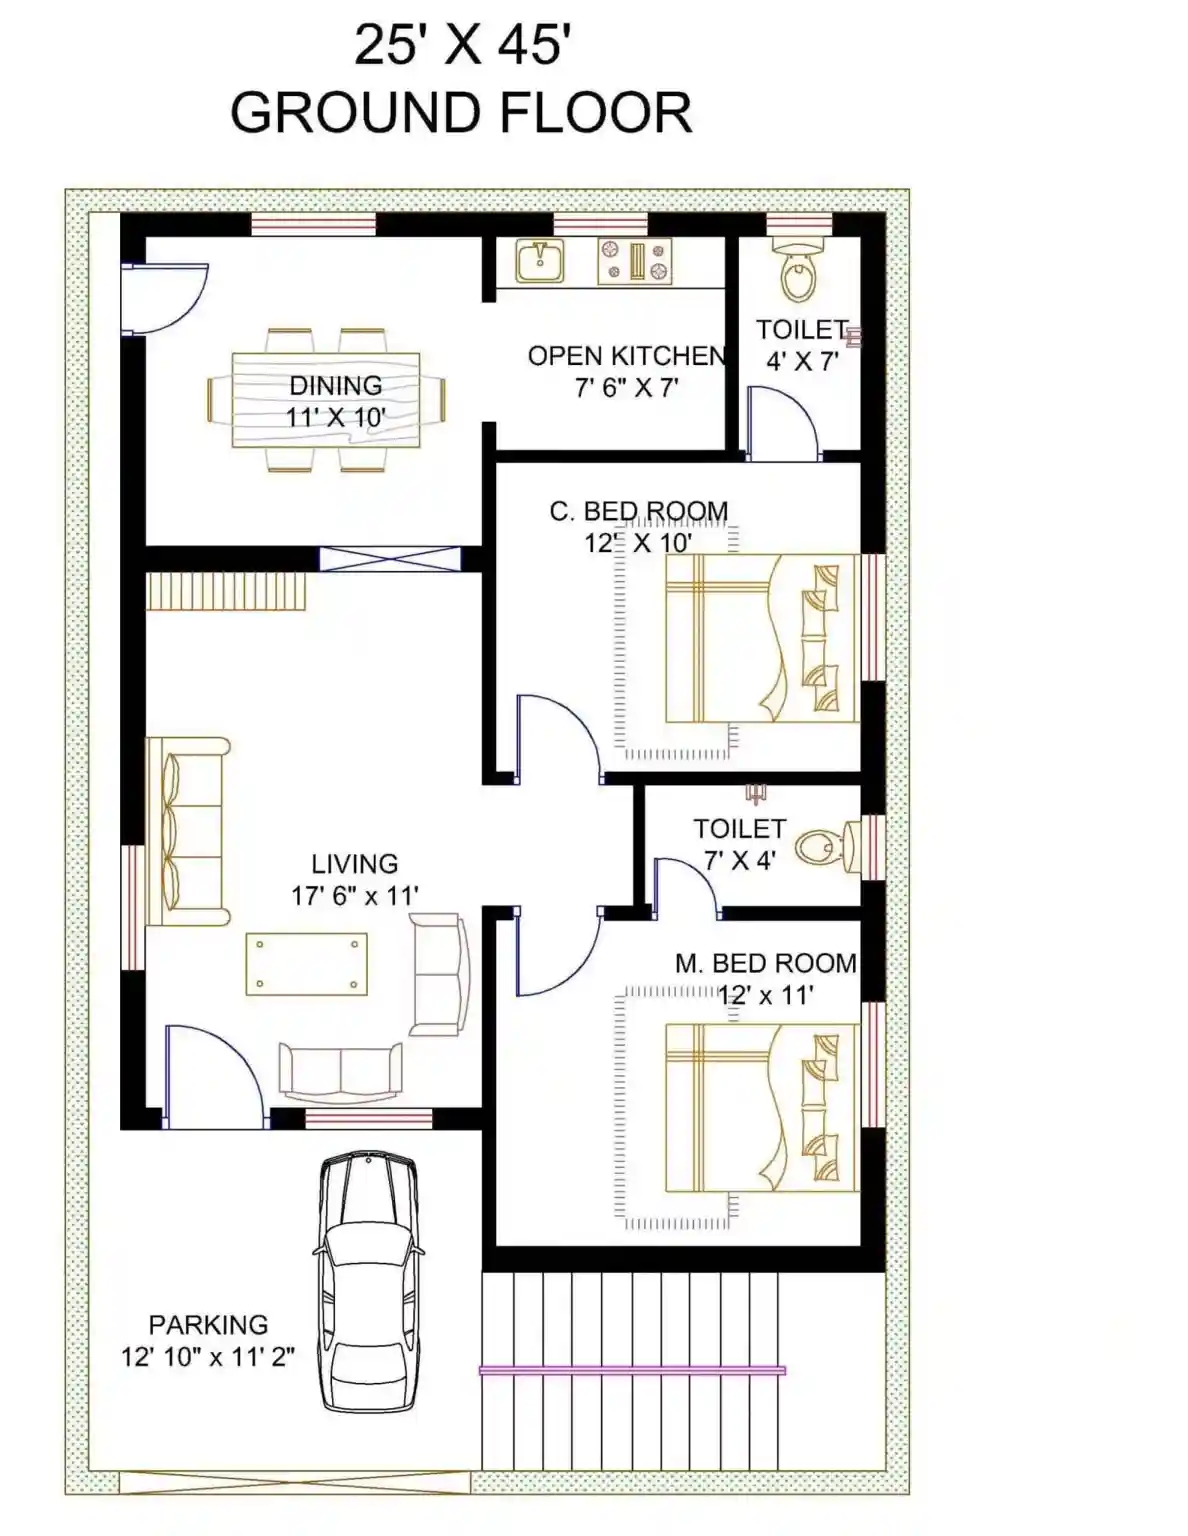 25' X 45'
GROUND FLOOR
TOILET
4' X 7'
OPEN KITCHEN
7' 6" X 7'
DINING
11' X 10'
C. BED ROOM
12' X 10'
TOILET
7' X 4'
LIVING
17' 6" x 11'
M. BED ROOM
12' x 11'
PARKING
12' 10" x 11' 2"